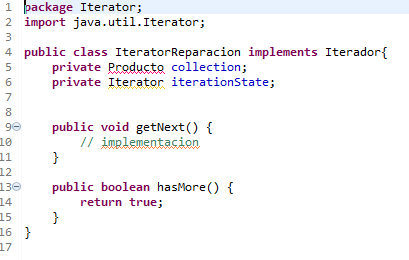 1 package Iterator;
2 import java.util.Iterator;
3
4 public class IteratorReparacion implements Iterador{
5     private Producto collection;
6     private Iterator iterationState;
7
8
9     public void getNext() {
10         // implementacion
11     }
12
13     public boolean hasMore() {
14         return true;
15     }
16 }
17